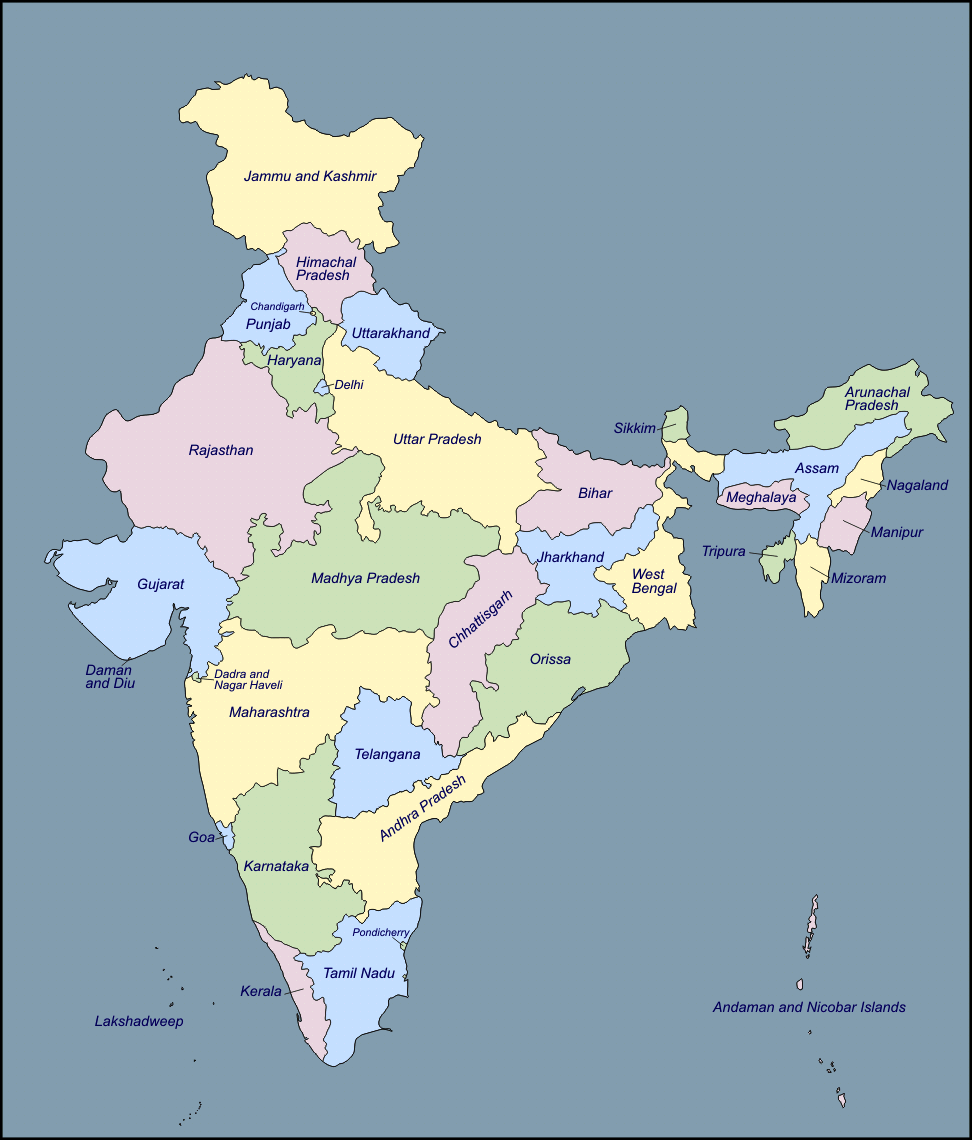 Jammu and Kashmir
Himachal
Pradesh
Chandigarh
Punjab
Uttarakhand
Haryana
Delhi
Arunachal
Pradesh
Sikkim
Uttar Pradesh
Rajasthan
Assam
Nagaland
Bihar
Meghalaya
Manipur
Tripura
Jharkhand
Mizoram
Gujarat
Madhya Pradesh
West
Bengal
Chhattisgarh
Orissa
Daman
and Diu
Dadra and
Nagar Haveli
Maharashtra
Telangana
Andhra Pradesh
Goa
Karnataka
Pondicherry
Tamil Nadu
Kerala
Lakshadweep
Andaman and Nicobar Islands